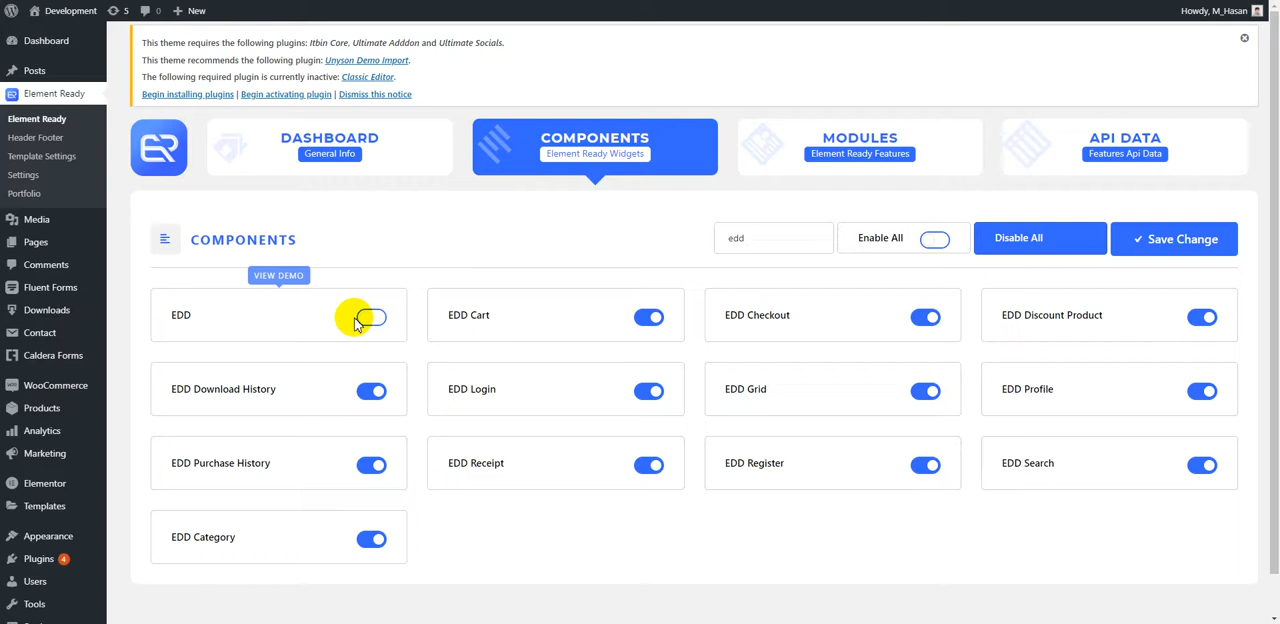 Development
5
0
New
Howdy, M_Hasan
Dashboard
Posts
Element Ready
Element Ready
Header Footer
Template Settings
Settings
Portfolio
Media
Pages
Comments
Fluent Forms
Downloads
Contact
Caldera Forms
WooCommerce
Products
Analytics
Marketing
Elementor
Templates
Appearance
Plugins 4
Users
Tools
This theme requires the following plugins: Itbin Core, Ultimate Adddon and Ultimate Socials.
This theme recommends the following plugin: Unyson Demo Import.
The following required plugin is currently inactive: Classic Editor.
Begin installing plugins | Begin activating plugin | Dismiss this notice
ER
DASHBOARD
General Info
COMPONENTS
Element Ready Widgets
MODULES
Element Ready Features
API DATA
Features Api Data
COMPONENTS
edd
Enable All
Disable All
✓ Save Change
VIEW DEMO
EDD
EDD Cart
EDD Checkout
EDD Discount Product
EDD Download History
EDD Login
EDD Grid
EDD Profile
EDD Purchase History
EDD Receipt
EDD Register
EDD Search
EDD Category